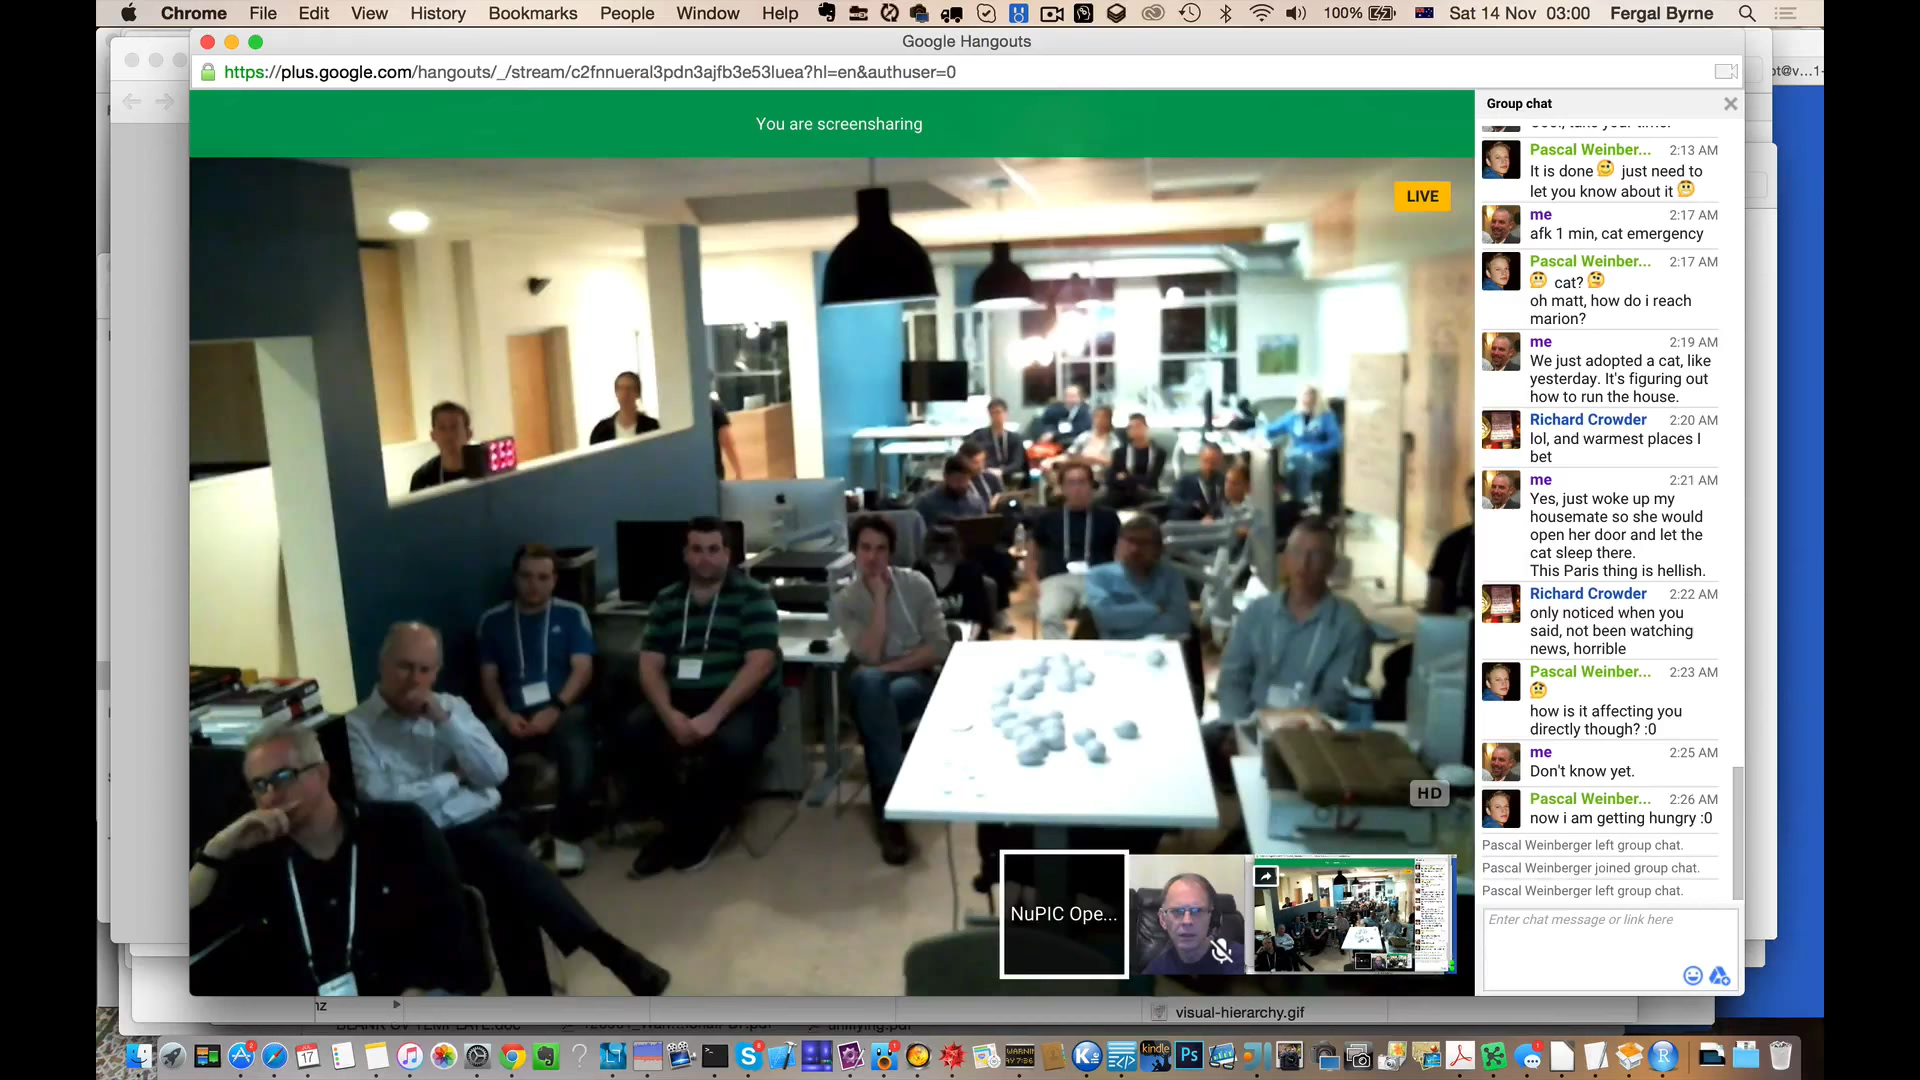 Chrome File Edit View History Bookmarks People Window Help 100% Sat 14 Nov 03:00 Fergal Byrne
Google Hangouts
https://plus.google.com/hangouts/_/stream/c2fnnueral3pdn3ajfb3e53luea?hl=en&authuser=0
You are screensharing
LIVE
HD
NuPIC Ope...
Group chat
Pascal Weinber... 2:13 AM
It is done just need to
let you know about it
me 2:17 AM
afk 1 min, cat emergency
Pascal Weinber... 2:17 AM
cat?
oh matt, how do i reach
marion?
me 2:19 AM
We just adopted a cat, like
yesterday. It's figuring out
how to run the house.
Richard Crowder 2:20 AM
lol, and warmest places I
bet
me 2:21 AM
Yes, just woke up my
housemate so she would
open her door and let the
cat sleep there.
This Paris thing is hellish.
Richard Crowder 2:22 AM
only noticed when you
said, not been watching
news, horrible
Pascal Weinber... 2:23 AM
how is it affecting you
directly though? :0
me 2:25 AM
Don't know yet.
Pascal Weinber... 2:26 AM
now i am getting hungry :0
Pascal Weinberger left group chat.
Pascal Weinberger joined group chat.
Pascal Weinberger left group chat.
Enter chat message or link here
visual-hierarchy.gif